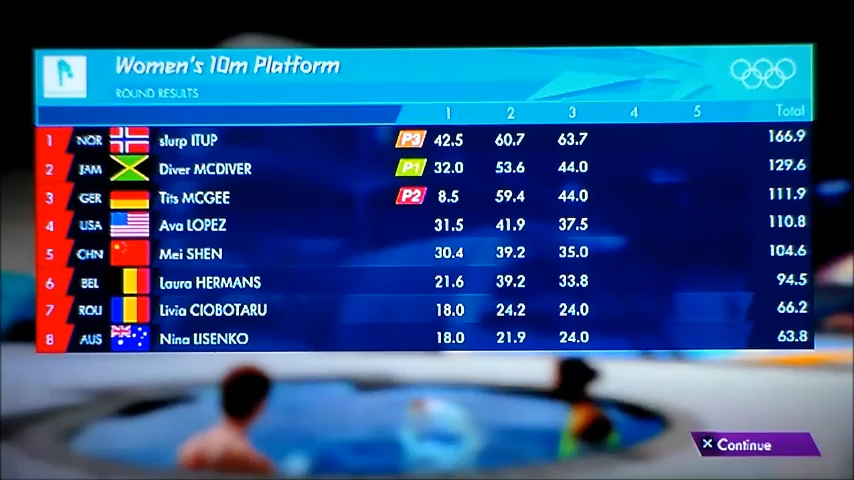 Women's 10m Platform
ROUND RESULTS
1 2 3 4 5 Total
1 NOR slurp ITUP P3 42.5 60.7 63.7 166.9
2 JAM Diver MCDIVER P1 32.0 53.6 44.0 129.6
3 GER Tits MCGEE P2 8.5 59.4 44.0 111.9
4 USA Ava LOPEZ 31.5 41.9 37.5 110.8
5 CHN Mei SHEN 30.4 39.2 35.0 104.6
6 BEL Laura HERMANS 21.6 39.2 33.8 94.5
7 ROU Livia CIOBOTARU 18.0 24.2 24.0 66.2
8 AUS Nina LISENKO 18.0 21.9 24.0 63.8
✕ Continue